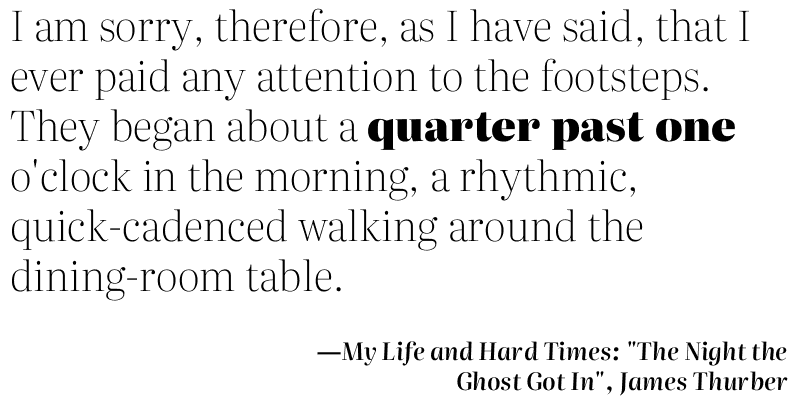 I am sorry, therefore, as I have said, that I
ever paid any attention to the footsteps.
They began about a quarter past one
o'clock in the morning, a rhythmic,
quick-cadenced walking around the
dining-room table.
—My Life and Hard Times: "The Night the
Ghost Got In", James Thurber